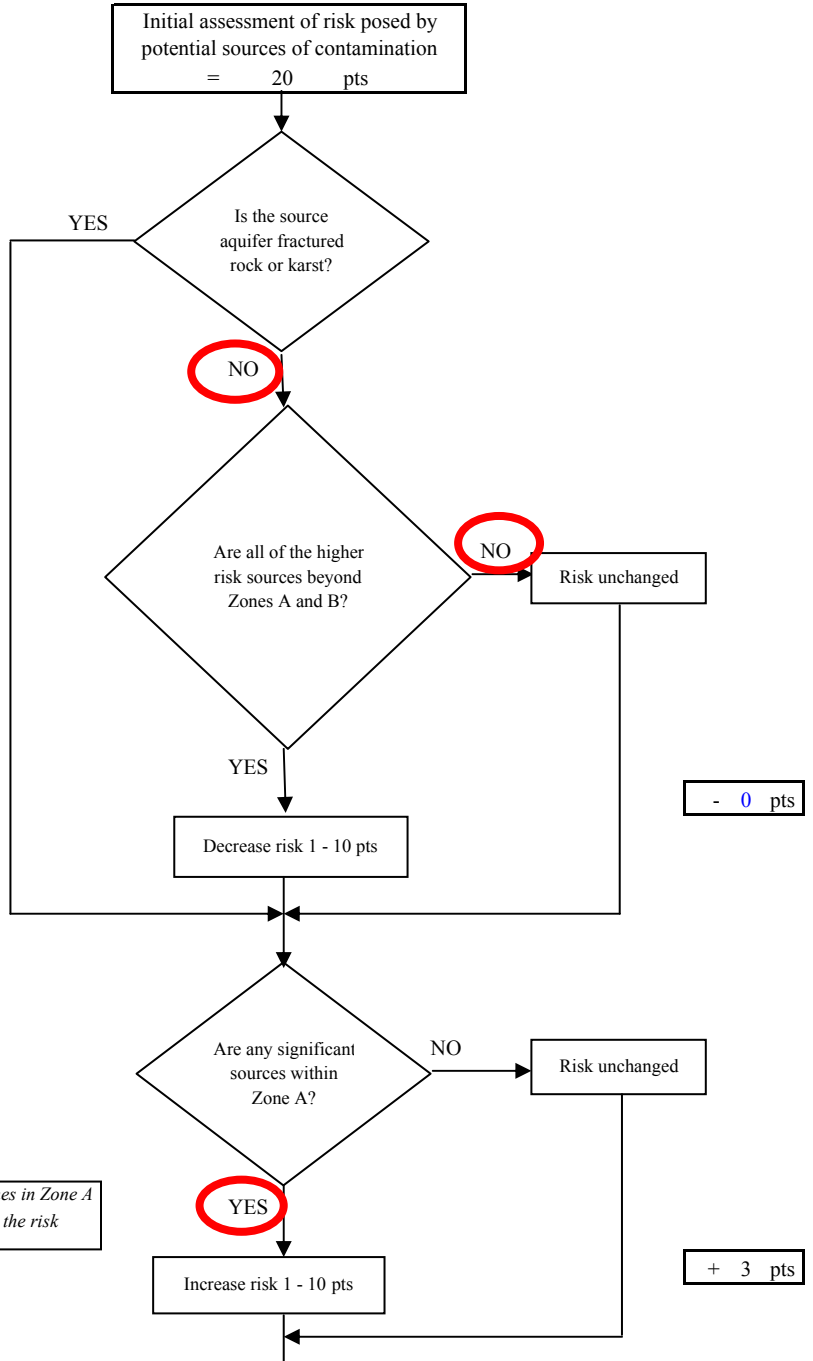 Initial assessment of risk posed by
potential sources of contamination
= 20 pts
YES
Is the source
aquifer fractured
rock or karst?
NO
Are all of the higher
risk sources beyond
Zones A and B?
NO
Risk unchanged
YES
- 0 pts
Decrease risk 1 - 10 pts
Are any significant
sources within
Zone A?
NO
Risk unchanged
es in Zone A
the risk
YES
Increase risk 1 - 10 pts
+ 3 pts